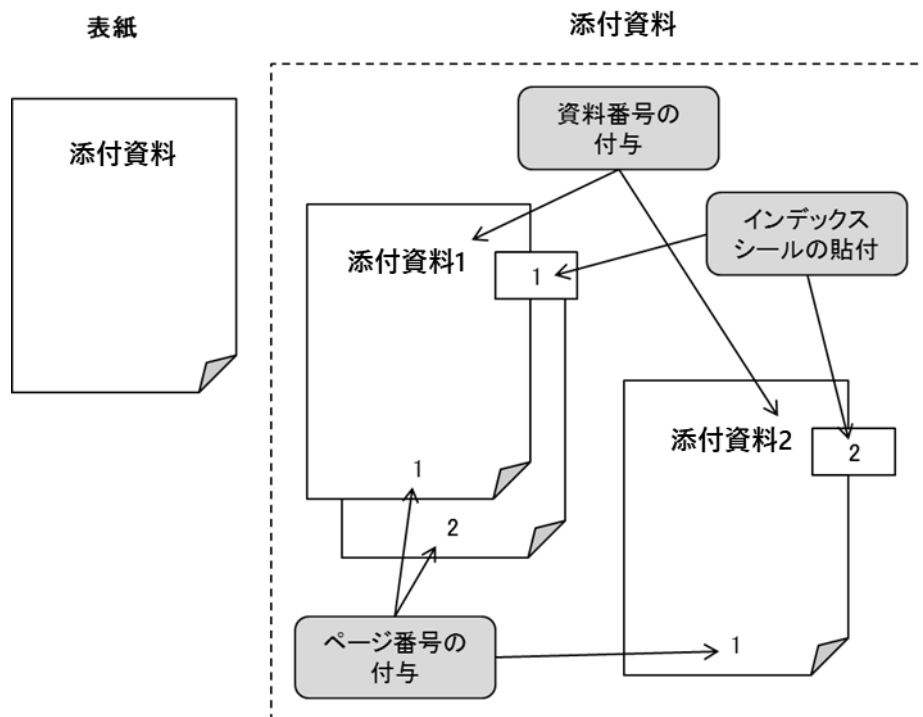 表紙
添付資料
添付資料
資料番号の
付与
インデックス
シールの貼付
添付資料1
1
1
2
添付資料2
2
1
ページ番号の
付与